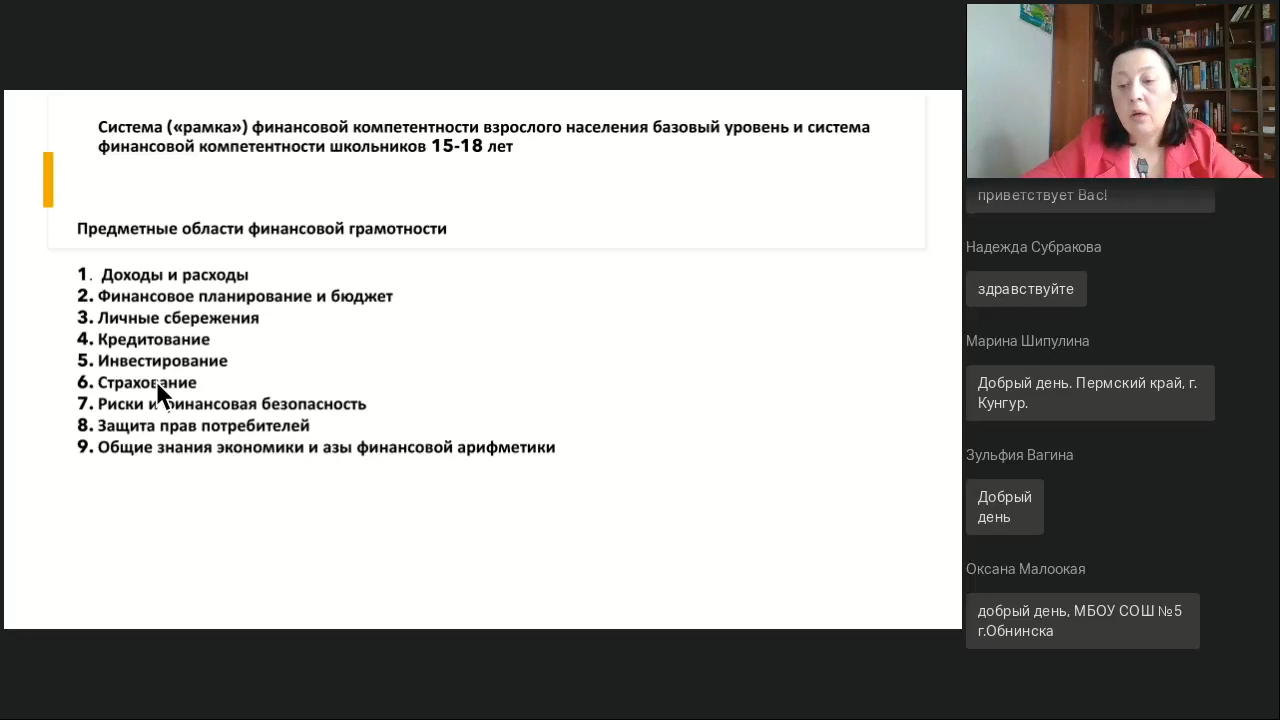 Система («рамка») финансовой компетентности взрослого населения базовый уровень и система
финансовой компетентности школьников 15-18 лет
Предметные области финансовой грамотности
1. Доходы и расходы
2. Финансовое планирование и бюджет
3. Личные сбережения
4. Кредитование
5. Инвестирование
6. Страхование
7. Риски и финансовая безопасность
8. Защита прав потребителей
9. Общие знания экономики и азы финансовой арифметики
приветствует Вас!
Надежда Субракова
здравствуйте
Марина Шипулина
Добрый день. Пермский край, г.
Кунгур.
Зульфия Вагина
Добрый
день
Оксана Малоокая
добрый день, МБОУ СОШ №5
г.Обнинска